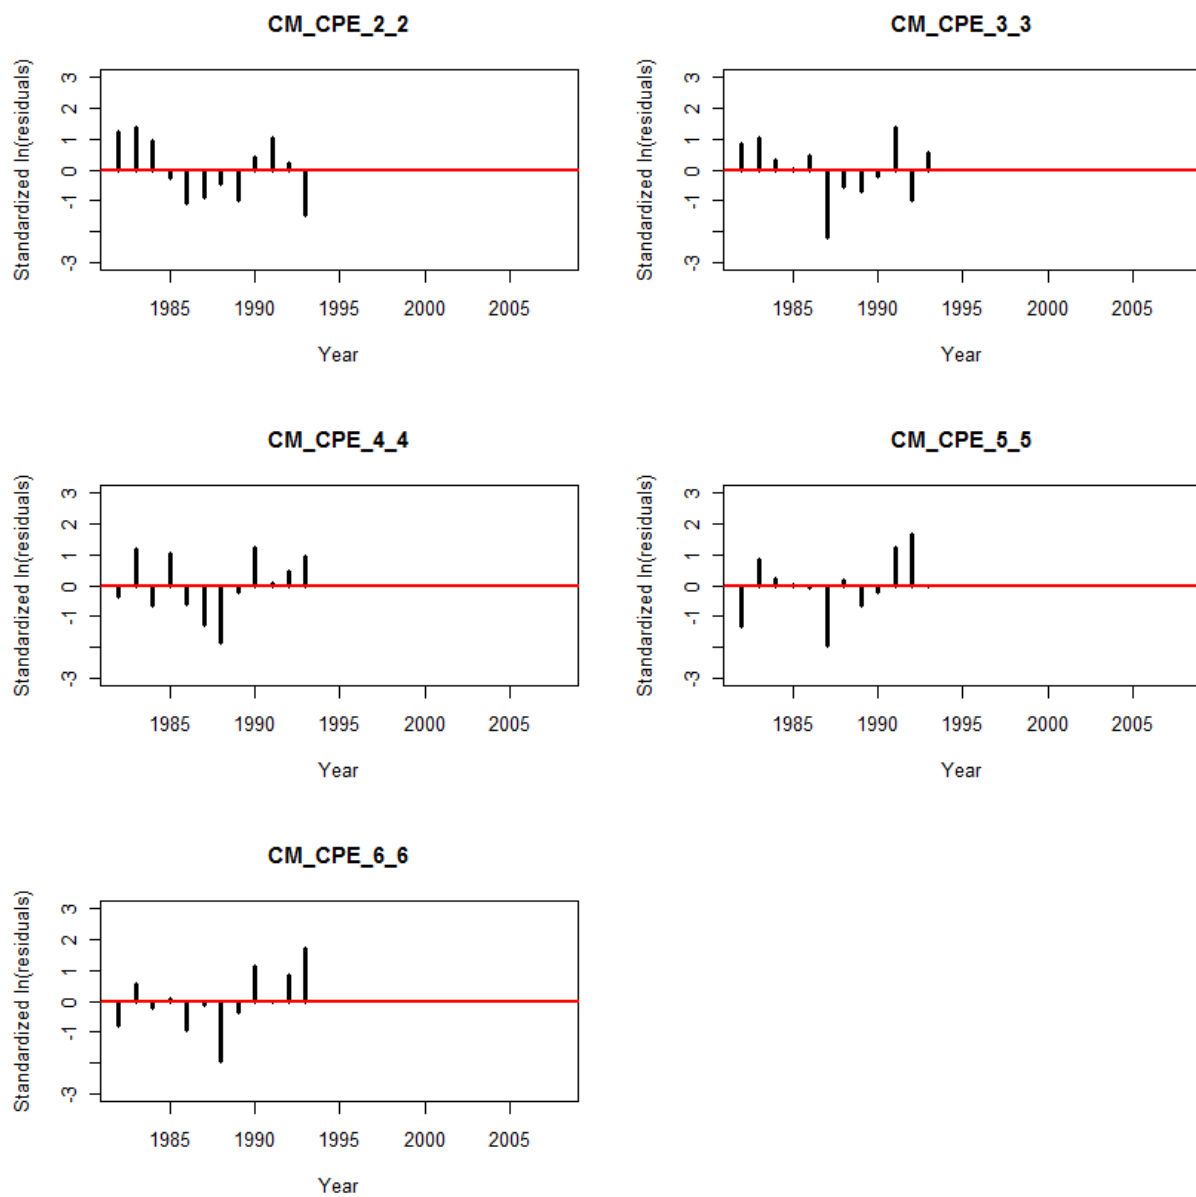 CM_CPE_2_2
Standardized ln(residuals)
3
2
1
0
-1
-3
1985 1990 1995 2000 2005
Year
CM_CPE_3_3
Standardized ln(residuals)
3
2
1
0
-1
-3
1985 1990 1995 2000 2005
Year
CM_CPE_4_4
Standardized ln(residuals)
3
2
1
0
-1
-3
1985 1990 1995 2000 2005
Year
CM_CPE_5_5
Standardized ln(residuals)
3
2
1
0
-1
-3
1985 1990 1995 2000 2005
Year
CM_CPE_6_6
Standardized ln(residuals)
3
2
1
0
-1
-3
1985 1990 1995 2000 2005
Year